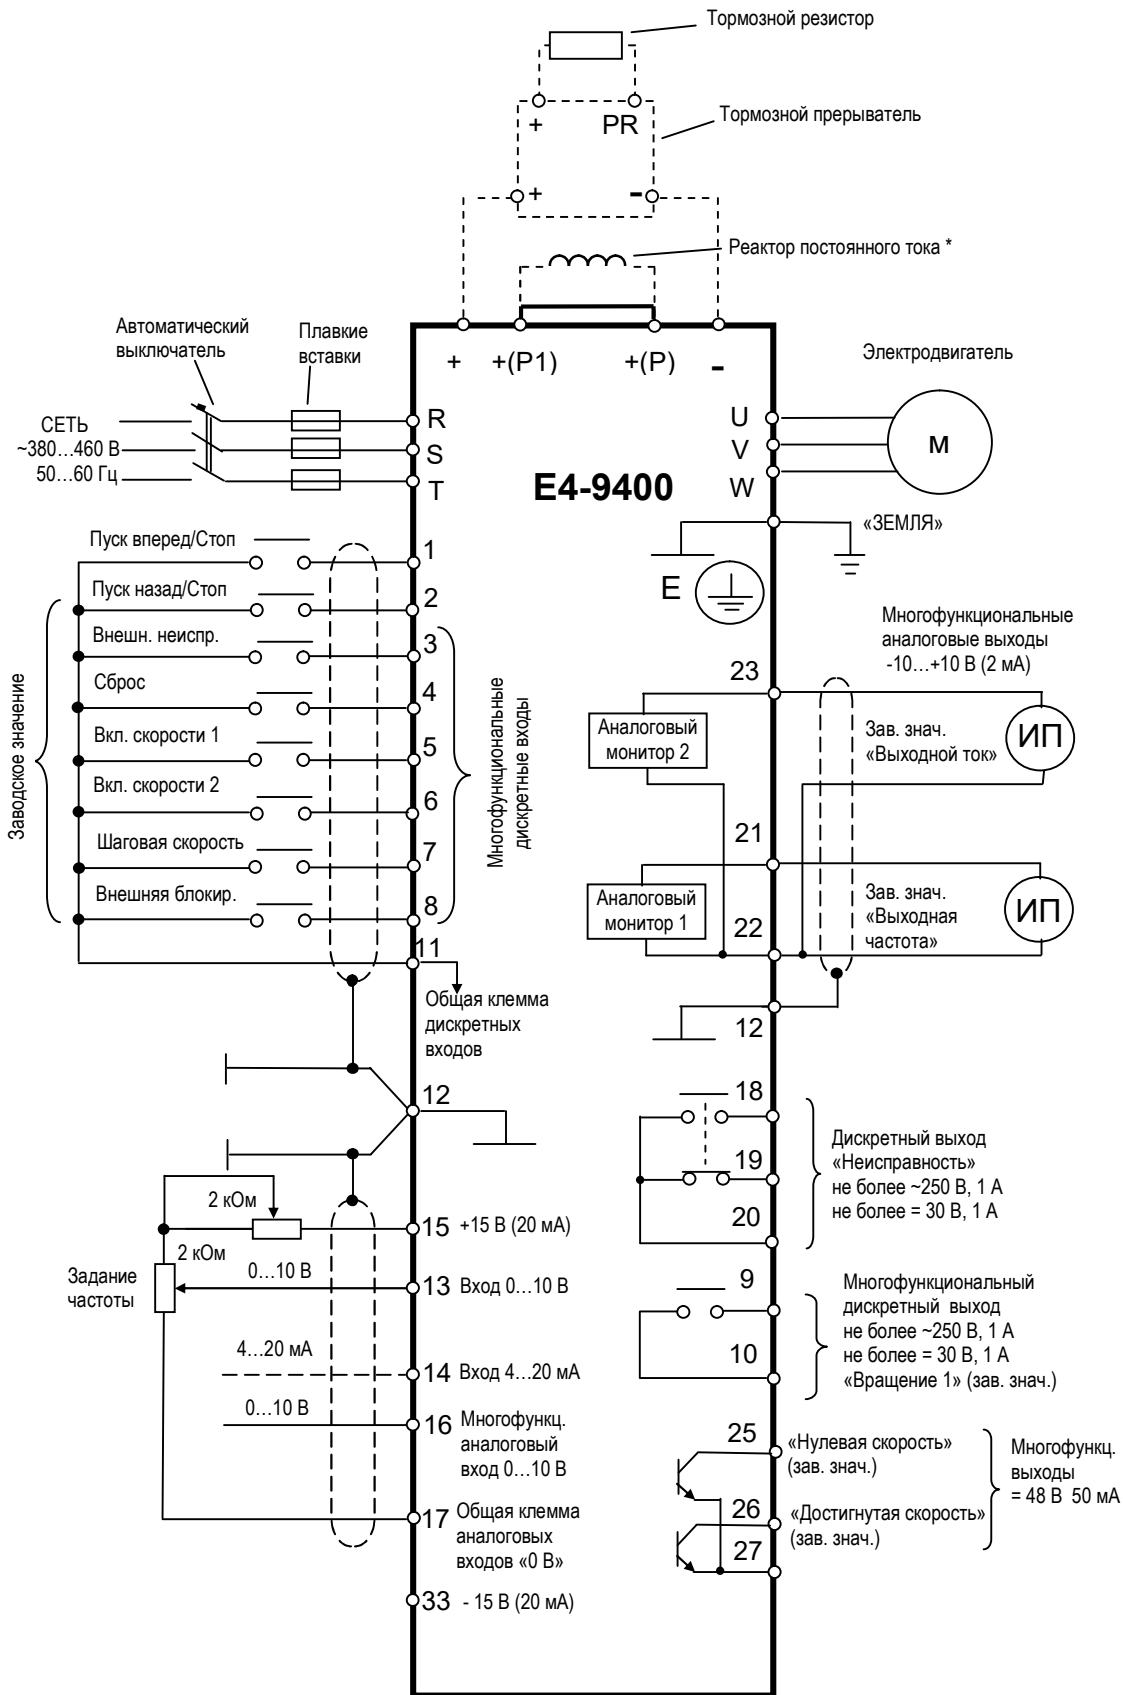 Тормозной резистор
+ PR
Тормозной прерыватель
+ -
Реактор постоянного тока *
Автоматический
выключатель
Плавкие
вставки
+ +(P1) +(P) -
Электродвигатель
СЕТЬ
~380...460 В
50...60 Гц
R
S
T
E4-9400
U
V
W
М
«ЗЕМЛЯ»
E
Заводское значение
Пуск вперед/Стоп
1
Пуск назад/Стоп
2
Внешн. неиспр.
3
Сброс
4
Вкл. скорости 1
5
Вкл. скорости 2
6
Шаговая скорость
7
Внешняя блокир.
8
Многофункциональные
дискретные входы
11
Общая клемма
дискретных
входов
12
2 кОм
15 +15 В (20 мА)
2 кОм
Задание
частоты
0...10 В
13 Вход 0...10 В
4...20 мА
14 Вход 4...20 мА
0...10 В
16 Многофункц.
аналоговый
вход 0...10 В
17 Общая клемма
аналоговых
входов «0 В»
33 - 15 В (20 мА)
Многофункциональные
аналоговые выходы
-10...+10 В (2 мА)
23
Аналоговый
монитор 2
Зав. знач.
«Выходной ток»
ИП
21
Аналоговый
монитор 1
22
Зав. знач.
«Выходная
частота»
ИП
12
18
19
20
Дискретный выход
«Неисправность»
не более ~250 В, 1 А
не более = 30 В, 1 А
9
10
Многофункциональный
дискретный выход
не более ~250 В, 1 А
не более = 30 В, 1 А
«Вращение 1» (зав. знач.)
25
«Нулевая скорость»
(зав. знач.)
26
«Достигнутая скорость»
(зав. знач.)
27
Многофункц.
выходы
= 48 В 50 мА